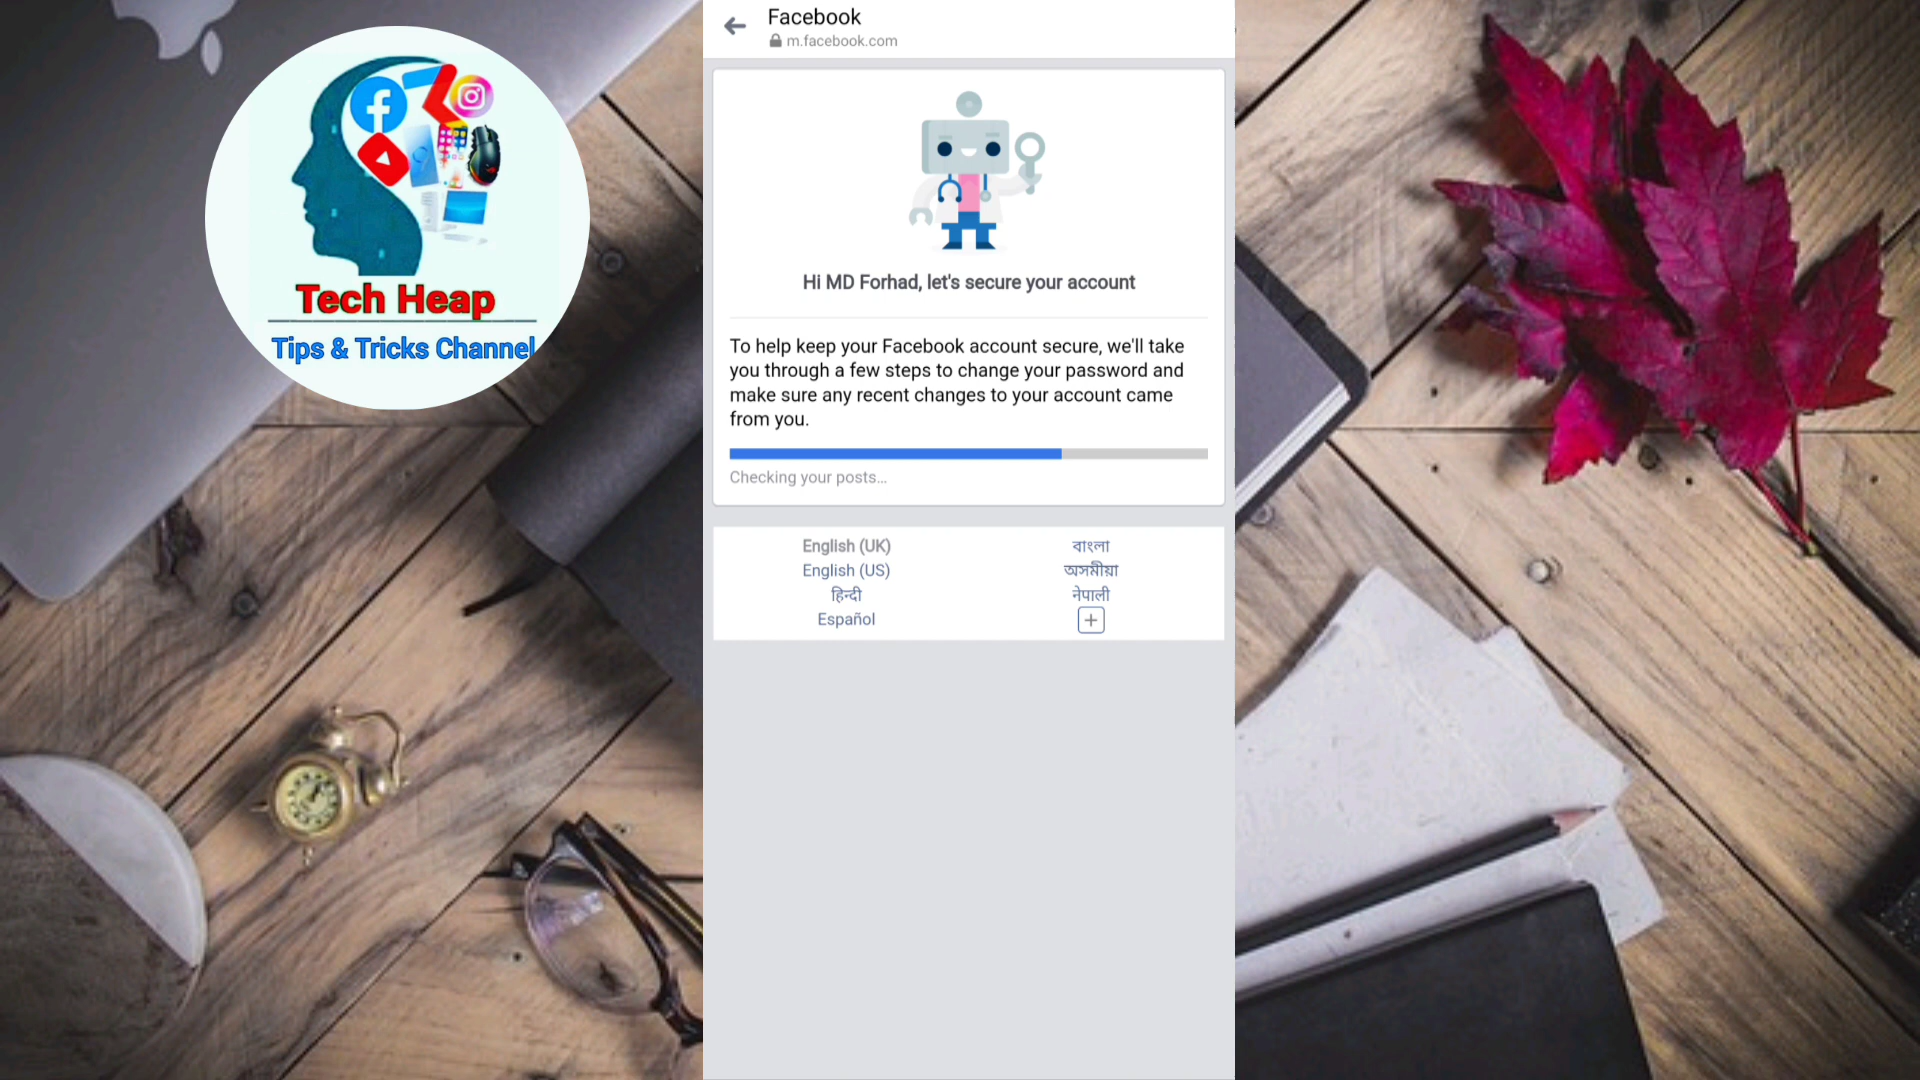 Tech Heap
Tips & Tricks Channel
Facebook
m.facebook.com
Hi MD Forhad, let's secure your account
To help keep your Facebook account secure, we'll take
you through a few steps to change your password and
make sure any recent changes to your account came
from you.
Checking your posts...
English (UK)
বাংলা
English (US)
অসমীয়া
हिन्दी
नेपाली
Español